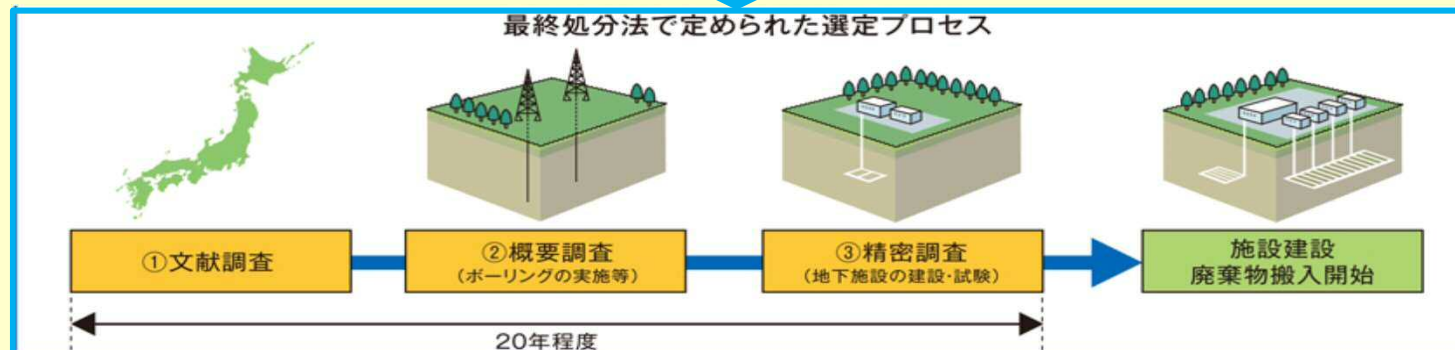 最終処分法で定められた選定プロセス
①文献調査
②概要調査
(ボーリングの実施等)
③精密調査
(地下施設の建設・試験)
施設建設
廃棄物搬入開始
20年程度